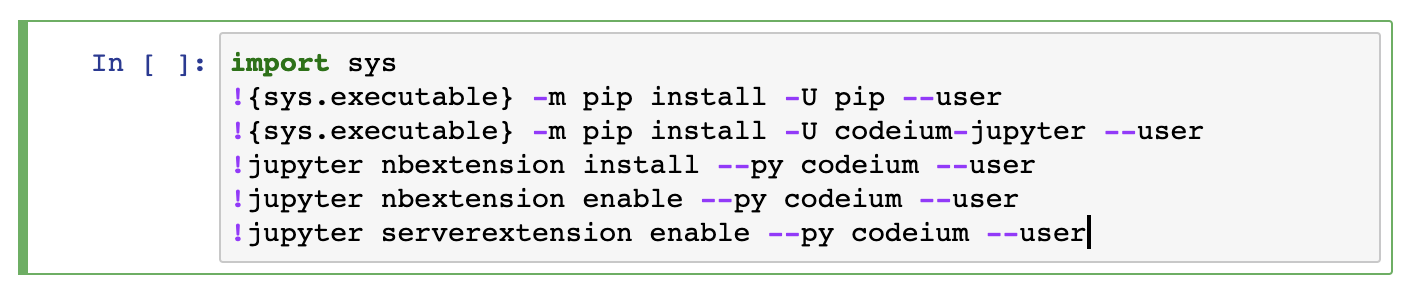 In [ ]: import sys
!{sys.executable} -m pip install -U pip --user
!{sys.executable} -m pip install -U codeium-jupyter --user
!jupyter nbextension install --py codeium --user
!jupyter nbextension enable --py codeium --user
!jupyter serverextension enable --py codeium --user